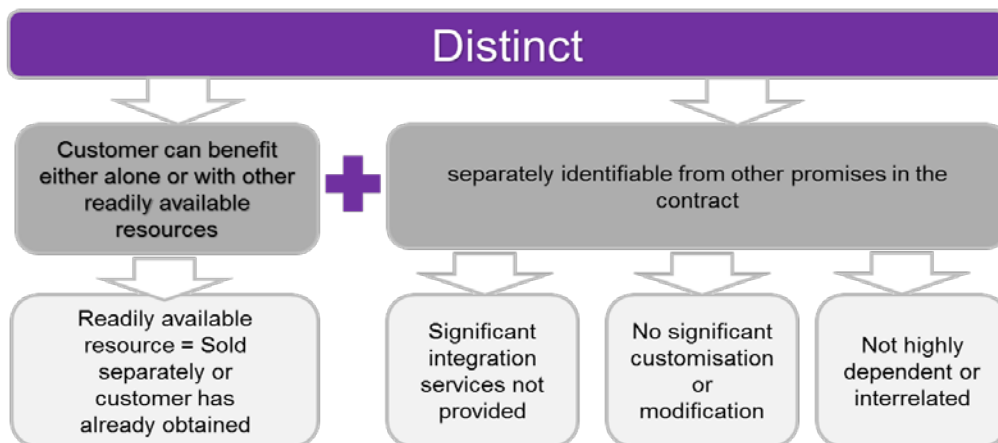 Distinct
Customer can benefit
either alone or with other
readily available
resources
separately identifiable from other promises in the
contract
Readily available
resource = Sold
separately or
customer has
already obtained
Significant
integration
services not
provided
No significant
customisation
or
modification
Not highly
dependent or
interrelated